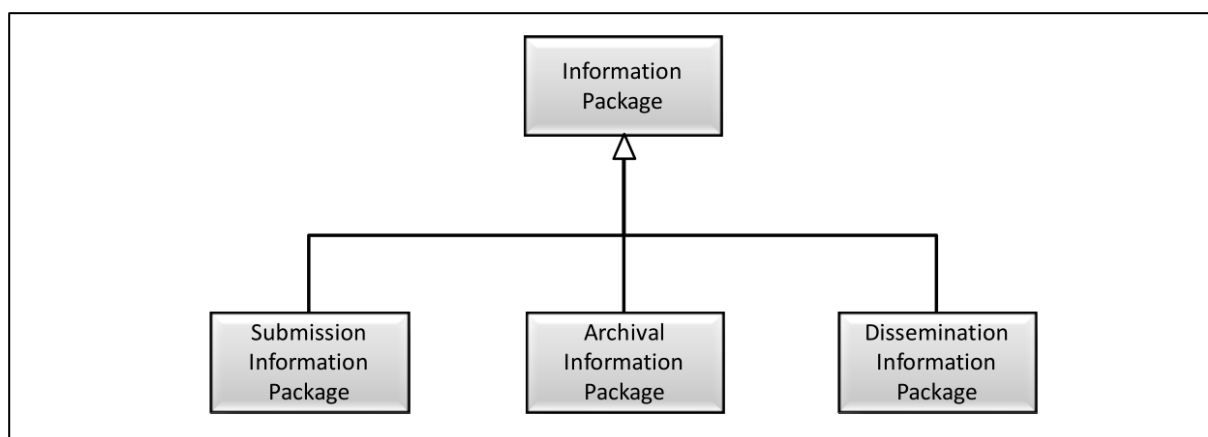 Information
Package
Submission
Information
Package
Archival
Information
Package
Dissemination
Information
Package